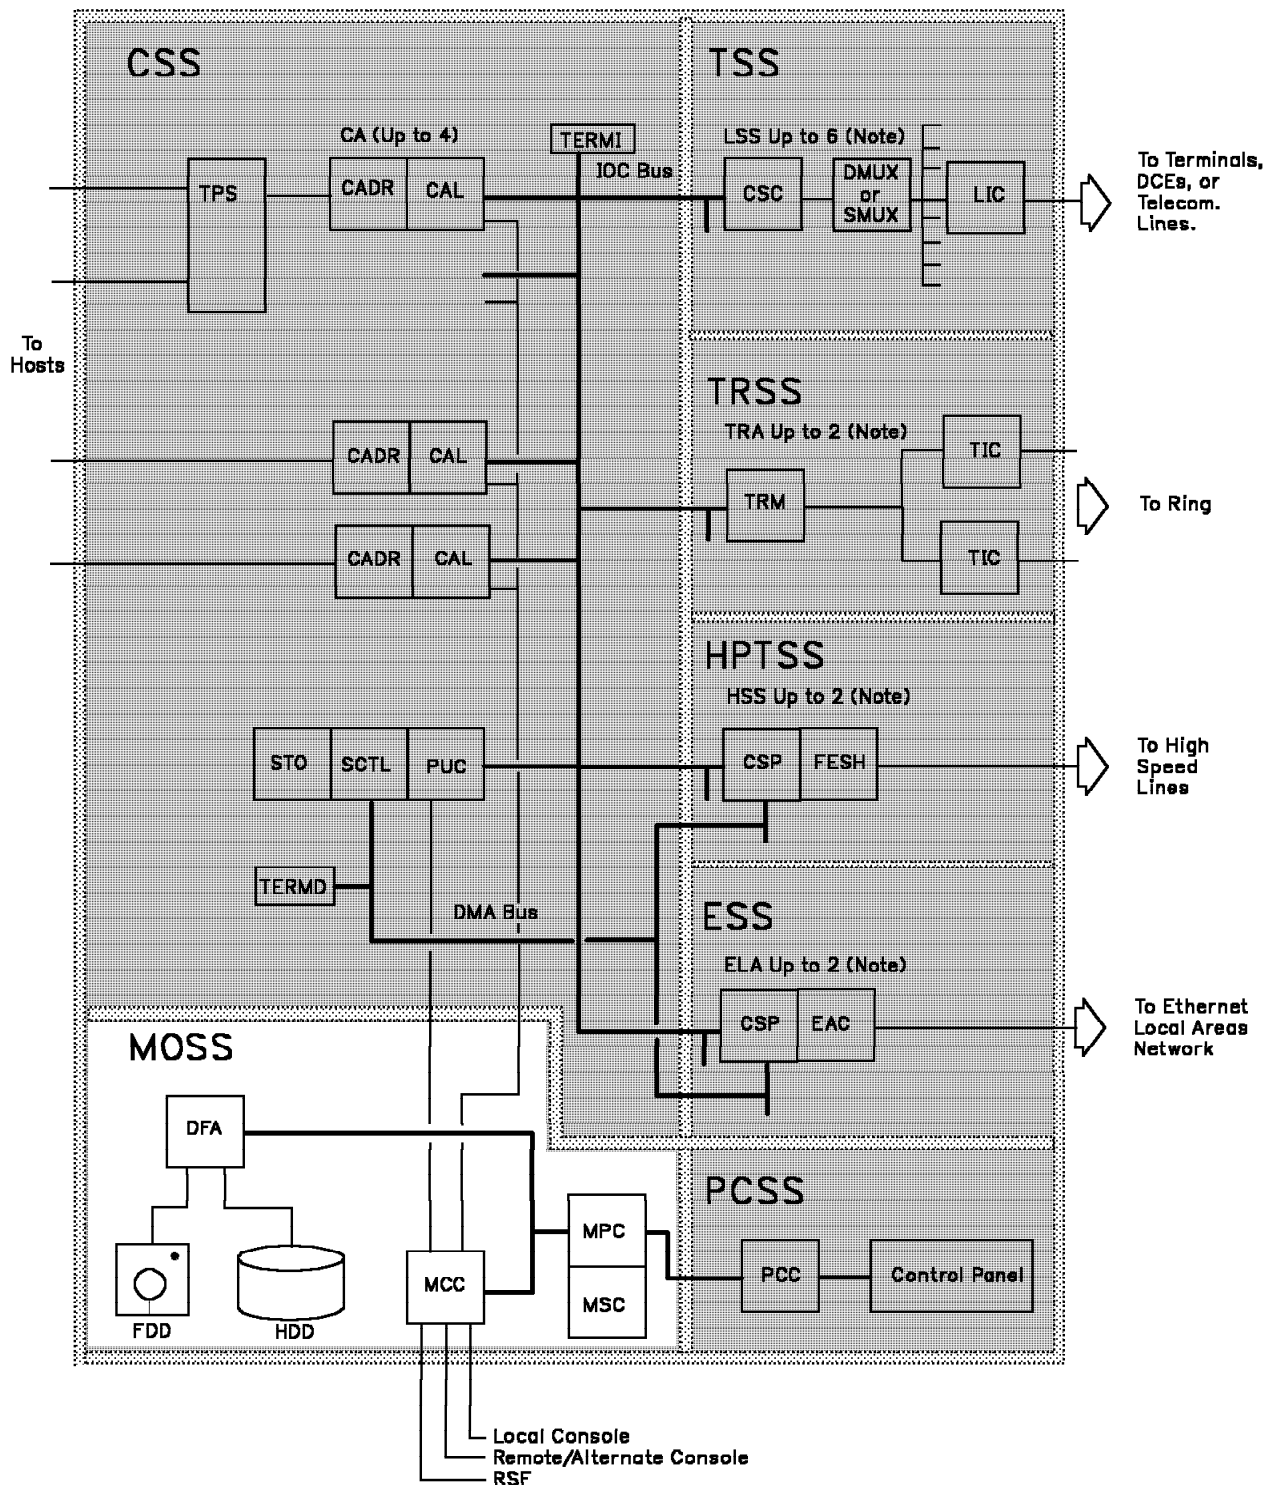 CSS
CA (Up to 4)
TERMI
IOC Bus
TPS
CADR
CAL
To
Hosts
CADR
CAL
CADR
CAL
STO
SCTL
PUC
TERMD
DMA Bus
TSS
LSS Up to 6 (Note)
CSC
DMUX
or
SMUX
LIC
To Terminals,
DCEs, or
Telecom.
Lines.
TRSS
TRA Up to 2 (Note)
TIC
TRM
TIC
To Ring
HPTSS
HSS Up to 2 (Note)
CSP
FESH
To High
Speed
Lines
ESS
ELA Up to 2 (Note)
CSP
EAC
To Ethernet
Local Areas
Network
MOSS
DFA
FDD
HDD
MCC
MPC
MSC
PCSS
PCC
Control Panel
Local Console
Remote/Alternate Console
RSF